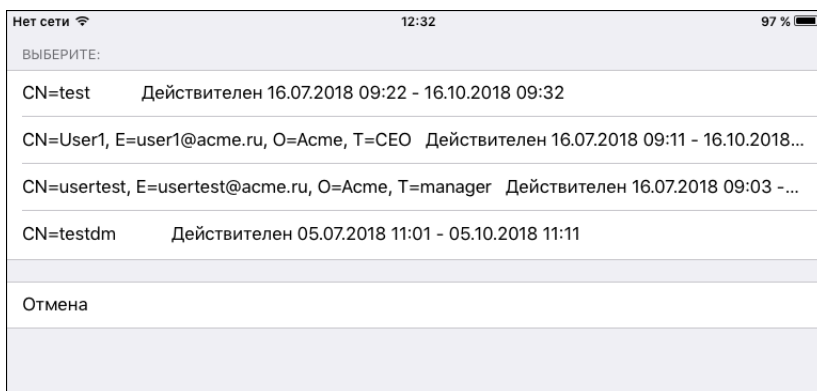 Нет сети 12:32 97 %
ВЫБЕРИТЕ:
CN=test Действителен 16.07.2018 09:22 - 16.10.2018 09:32
CN=User1, E=user1@acme.ru, O=Acme, T=CEO Действителен 16.07.2018 09:11 - 16.10.2018...
CN=usertest, E=usertest@acme.ru, O=Acme, T=manager Действителен 16.07.2018 09:03 -...
CN=testdm Действителен 05.07.2018 11:01 - 05.10.2018 11:11
Отмена